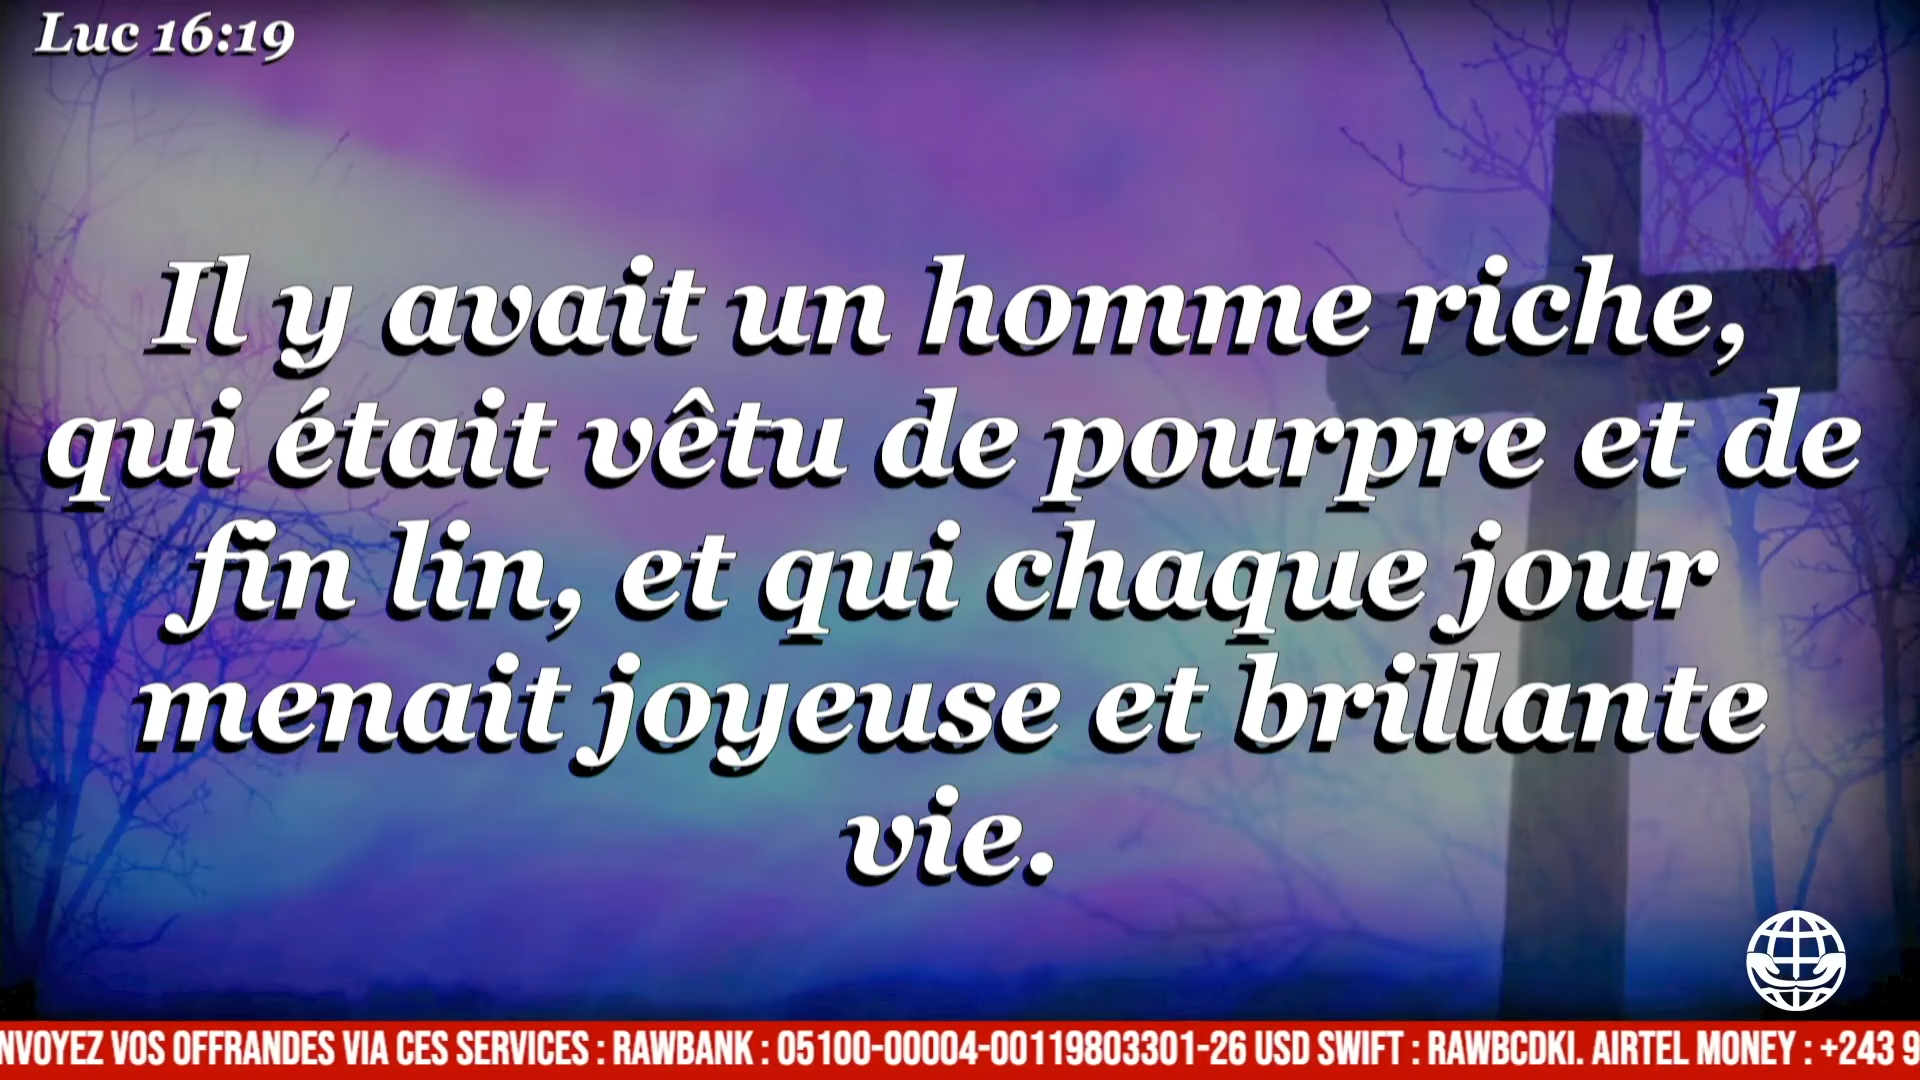 Luc 16:19
Il y avait un homme riche,
qui était vêtu de pourpre et de
fin lin, et qui chaque jour
menait joyeuse et brillante
vie.
NVOYEZ VOS OFFRANDES VIA CES SERVICES : RAWBANK : 05100-00004-00119803301-26 USD SWIFT : RAWBCDKI. AIRTEL MONEY : +243 9